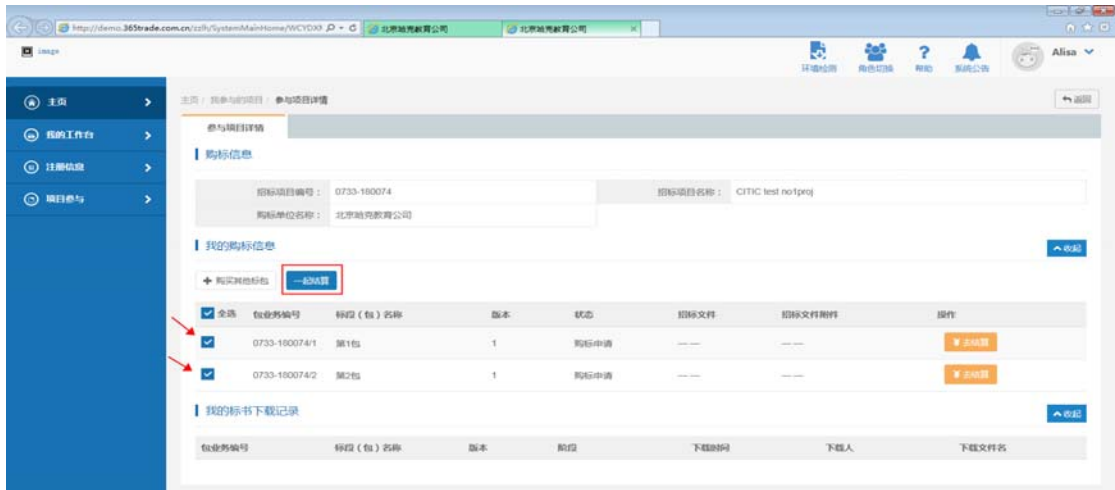 http://demo.365trade.com.cn/zzlh/SystemMainHome/WCYDXI
北京哈克教育公司
北京哈克教育公司
image
环境检测 角色切换 帮助 系统公告 Alisa
主页
我的工作台
注册信息
项目参与
主页 / 我参与的项目 / 参与项目详情 返回
参与项目详情
购标信息
招标项目编号： 0733-180074 招标项目名称： CITIC test no1proj
购标单位名称： 北京哈克教育公司
我的购标信息 收起
购买其他标包 一起结算
全选 包业务编号 标段（包）名称 版本 状态 招标文件 招标文件附件 操作
0733-180074/1 第1包 1 购标申请 —— —— ¥ 去结算
0733-180074/2 第2包 1 购标申请 —— —— ¥ 去结算
我的标书下载记录 收起
包业务编号 标段（包）名称 版本 阶段 下载时间 下载人 下载文件名